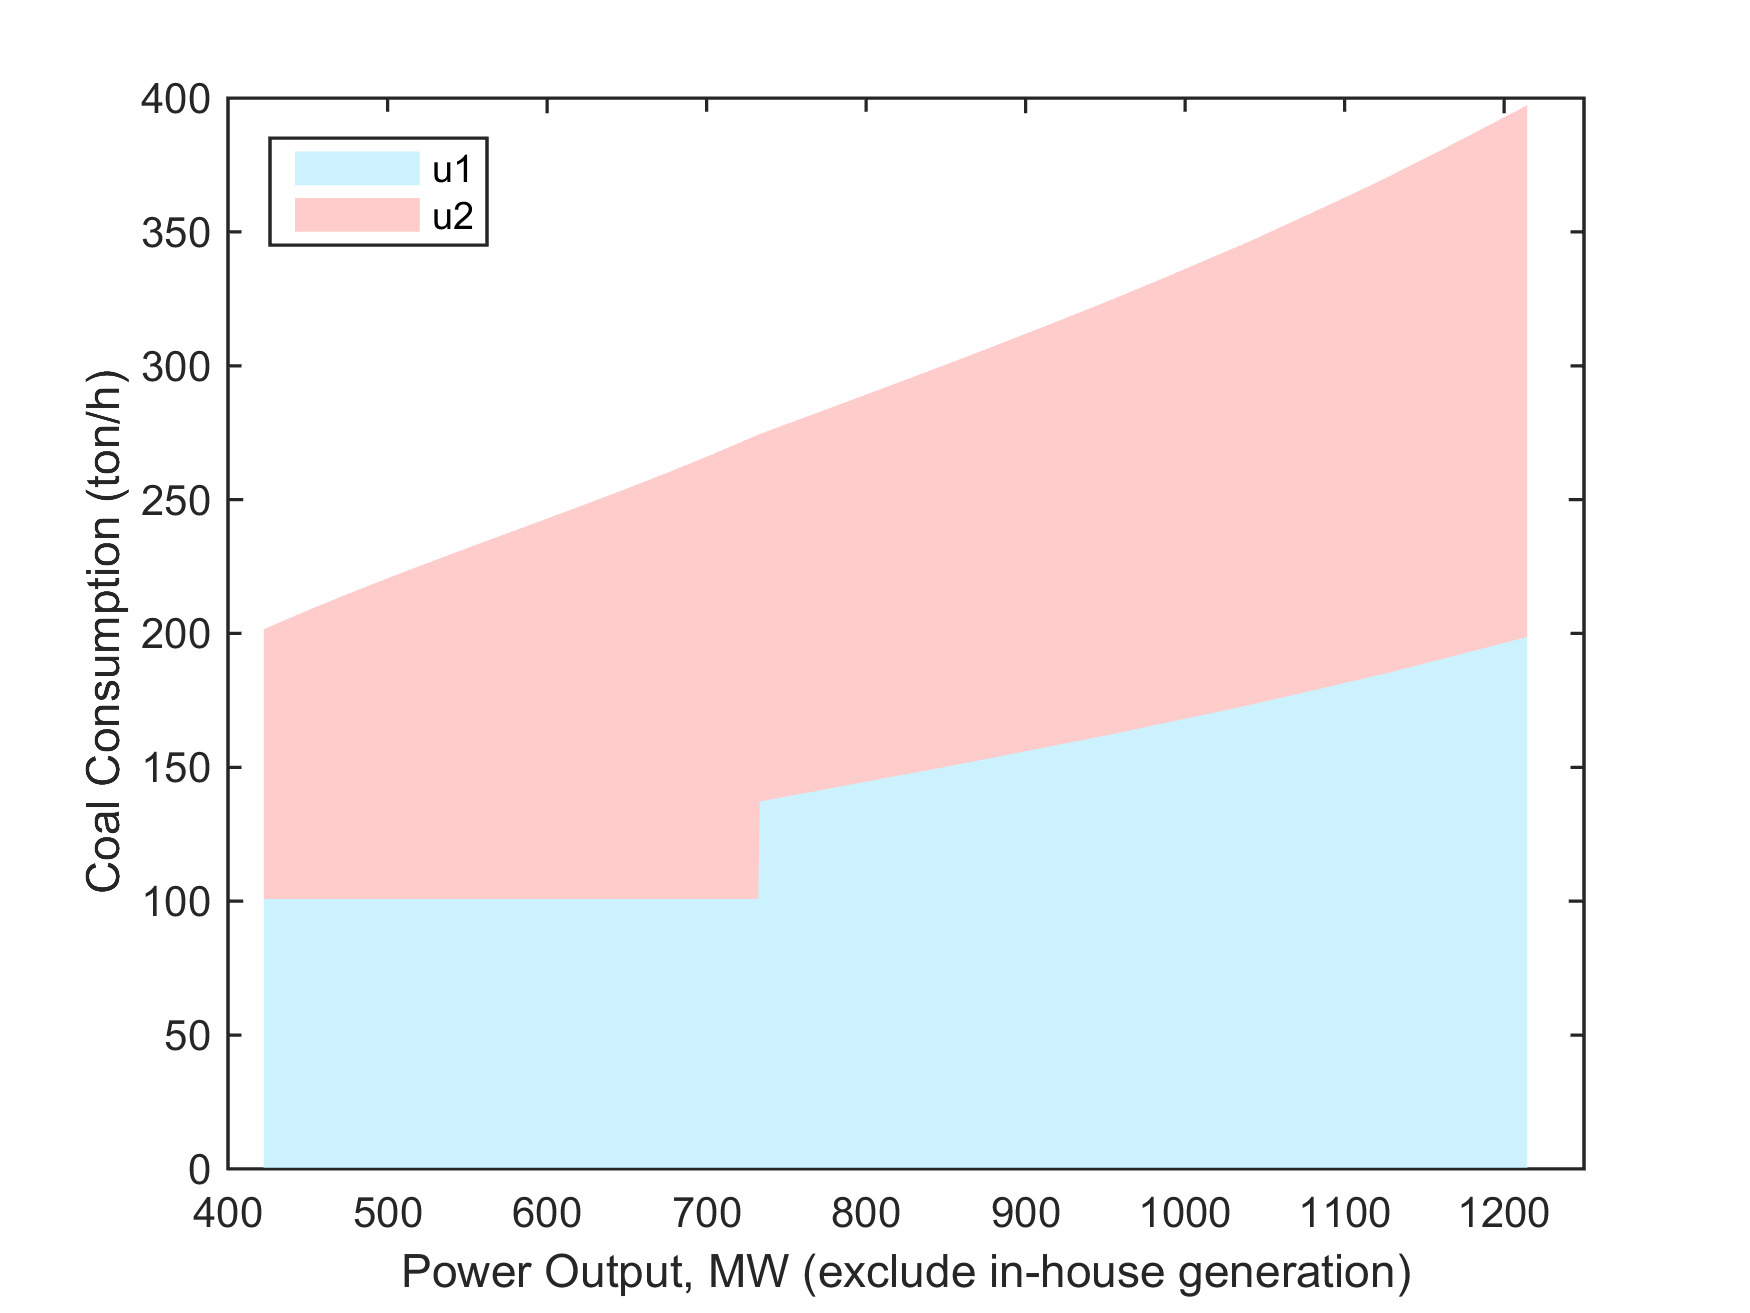 400
350
300
250
200
150
100
50
0
u1
u2
Coal Consumption (ton/h)
400 500 600 700 800 900 1000 1100 1200
Power Output, MW (exclude in-house generation)